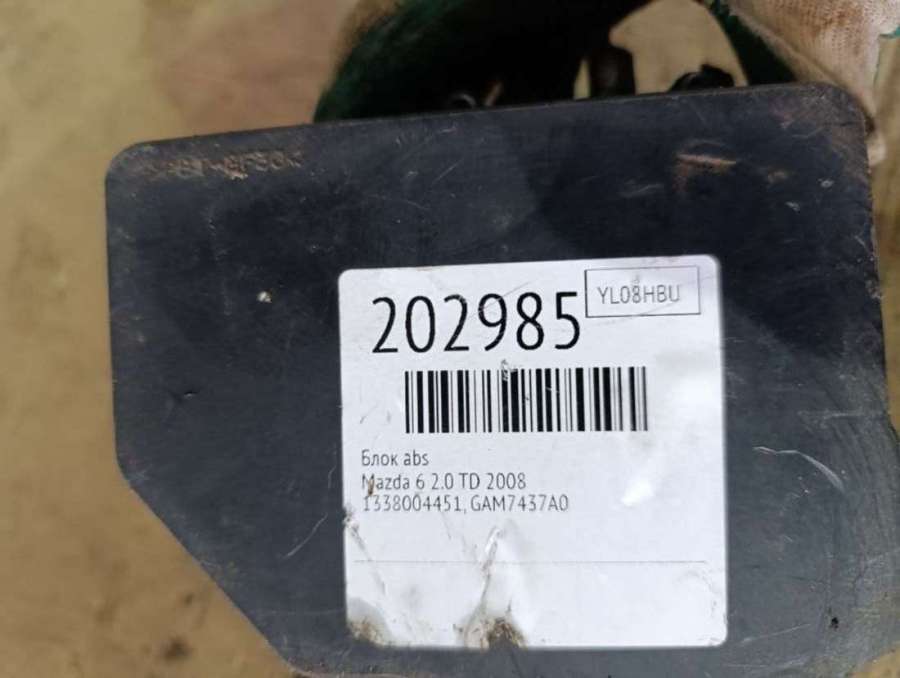 202985
YL08HBU
Блок abs
Mazda 6 2.0 TD 2008
1338004451, GAM7437A0